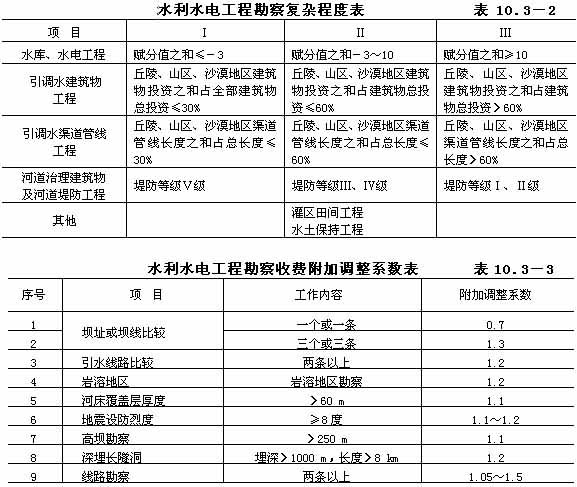 水利水电工程勘察复杂程度表 表 10.3—2
项 目 I II III
水库、水电工程 赋分值之和≤-3 赋分值之和-3~10 赋分值之和≥10
引调水建筑物
工程
丘陵、山区、沙漠地区建筑
物投资之和占全部建筑物
总投资≤30%
丘陵、山区、沙漠地区建筑
物投资之和占建筑物总投
资≤60%
丘陵、山区、沙漠地区建筑
物投资之和占建筑
物总投资>60%
引调水渠道管线
工程
丘陵、山区、沙漠地区渠道
管线长度之和占总长度≤
30%
丘陵、山区、沙漠地区渠道
管线长度之和占总长度≤
60%
丘陵、山区、沙漠地区
渠道管线长度之和占总
长度>60%
河道治理建筑物
及河道堤防工程
堤防等级Ⅴ级 堤防等级III、IV级 堤防等级Ⅰ、Ⅱ级
其他
灌区田间工程
水土保持工程
水利水电工程勘察收费附加调整系数表 表 10.3—3
序号 项 目 工作内容 附加调整系数
1 坝址或坝线比较 一个或一条 0.7
2 三个或三条 1.3
3 引水线路比较 两条以上 1.2
4 岩溶地区 岩溶地区勘察 1.2
5 河床覆盖层厚度 >60 m 1.1
6 地震设防烈度 ≥8度 1.1~1.2
7 高坝勘察 >250 m 1.1
8 深埋长隧洞 埋深>1000 m,长度>8 km 1.2
9 线路勘察 两条以上 1.05~1.5